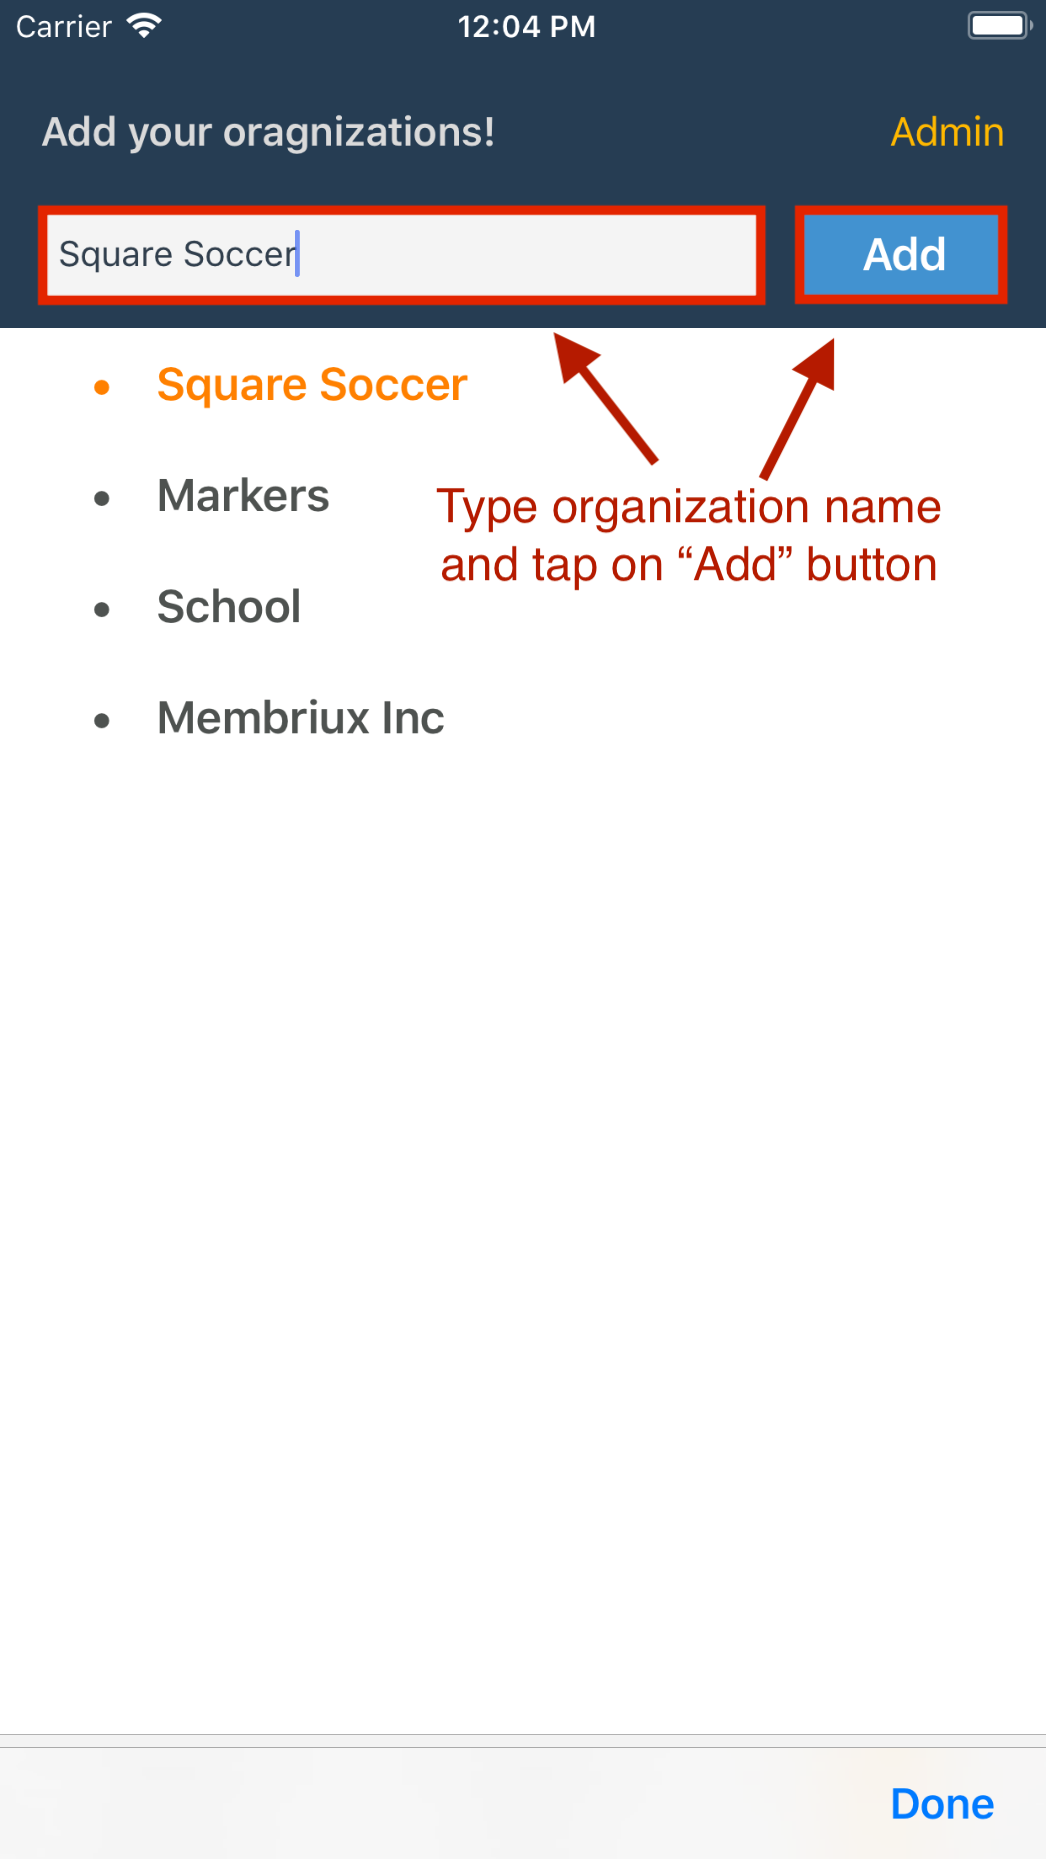 Carrier 12:04 PM
Add your oragnizations! Admin
Square Soccer Add
• Square Soccer
• Markers
Type organization name
and tap on “Add” button
• School
• Membriux Inc
Done